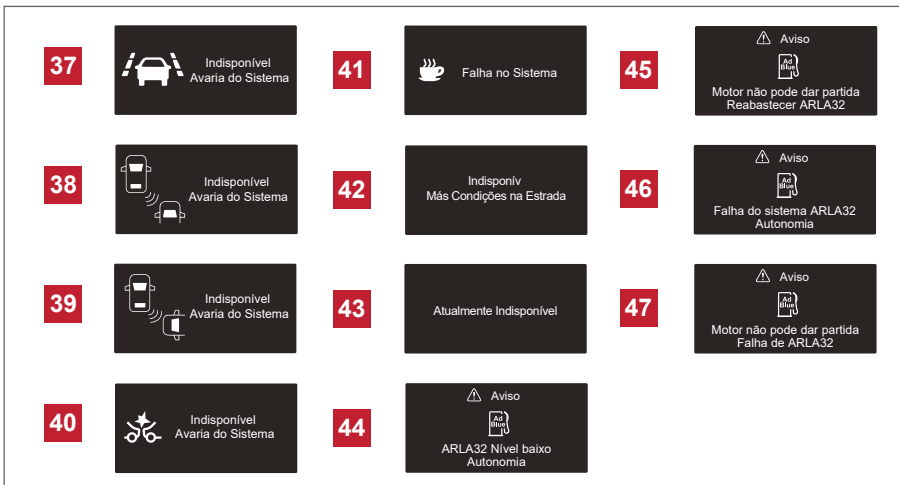 37
Indisponível
Avaria do Sistema
41
Falha no Sistema
45
Aviso
Ad
Blue
Motor não pode dar partida
Reabastecer ARLA32
38
Indisponível
Avaria do Sistema
42
Indisponív
Más Condições na Estrada
46
Aviso
Ad
Blue
Falha do sistema ARLA32
Autonomia
39
Indisponível
Avaria do Sistema
43
Atualmente Indisponível
47
Aviso
Ad
Blue
Motor não pode dar partida
Falha de ARLA32
40
Indisponível
Avaria do Sistema
44
Aviso
Ad
Blue
ARLA32 Nível baixo
Autonomia